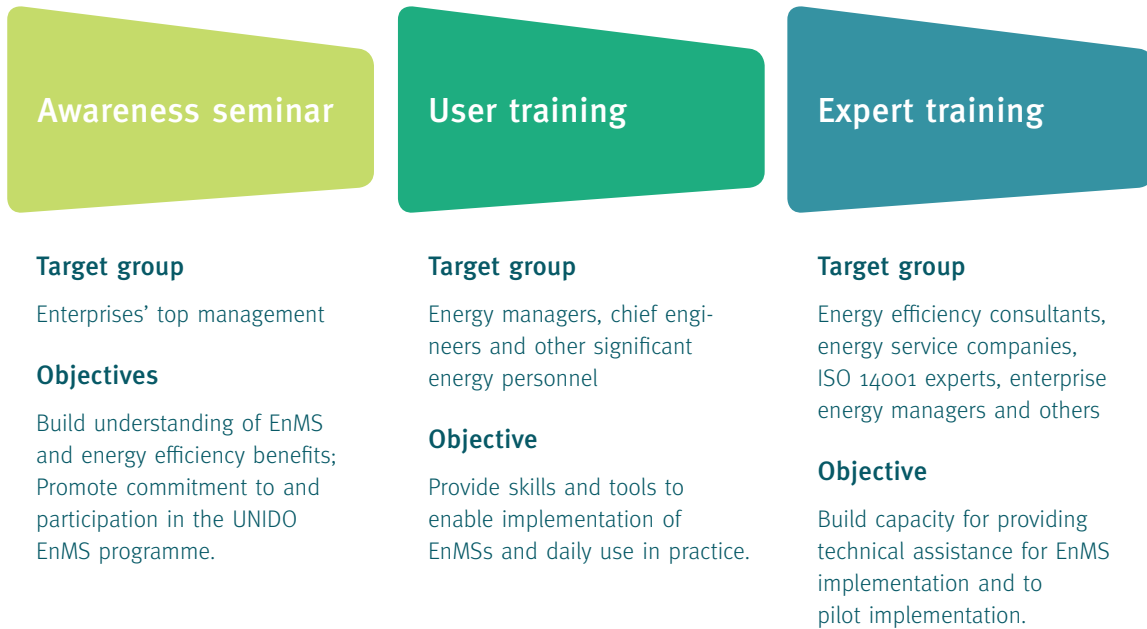 Awareness seminar
Target group
Enterprises’ top management
Objectives
Build understanding of EnMS
and energy efficiency benefits;
Promote commitment to and
participation in the UNIDO
EnMS programme.
User training
Target group
Energy managers, chief engi-
neers and other significant
energy personnel
Objective
Provide skills and tools to
enable implementation of
EnMSs and daily use in practice.
Expert training
Target group
Energy efficiency consultants,
energy service companies,
ISO 14001 experts, enterprise
energy managers and others
Objective
Build capacity for providing
technical assistance for EnMS
implementation and to
pilot implementation.